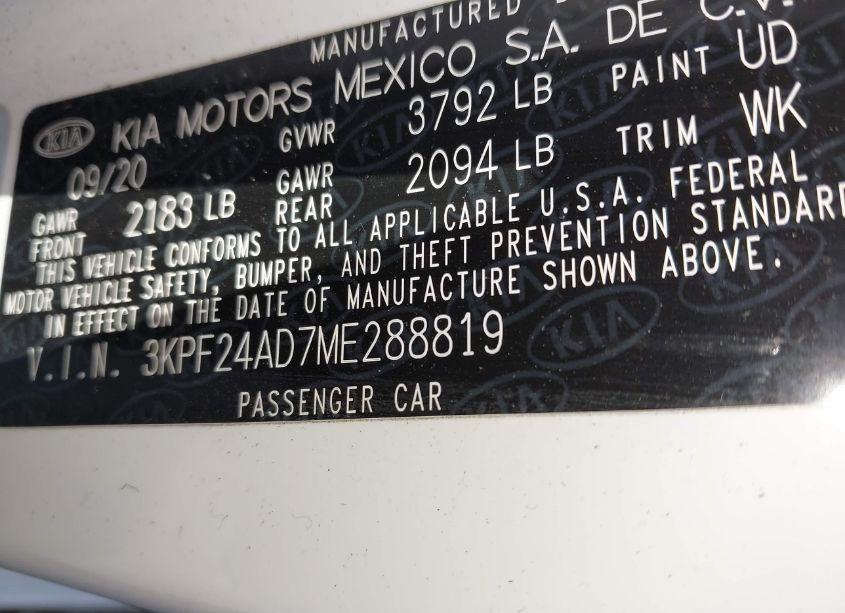 MANUFACTURED
KIA KIA MOTORS MEXICO S.A. DE C.V.
09/20 GVWR 3792 LB PAINT UD
GAWR FRONT 2183 LB GAWR REAR 2094 LB TRIM WK
THIS VEHICLE CONFORMS TO ALL APPLICABLE U.S.A. FEDERAL
MOTOR VEHICLE SAFETY, BUMPER, AND THEFT PREVENTION STANDARD
IN EFFECT ON THE DATE OF MANUFACTURE SHOWN ABOVE.
V.I.N. 3KPF24AD7ME288819
PASSENGER CAR